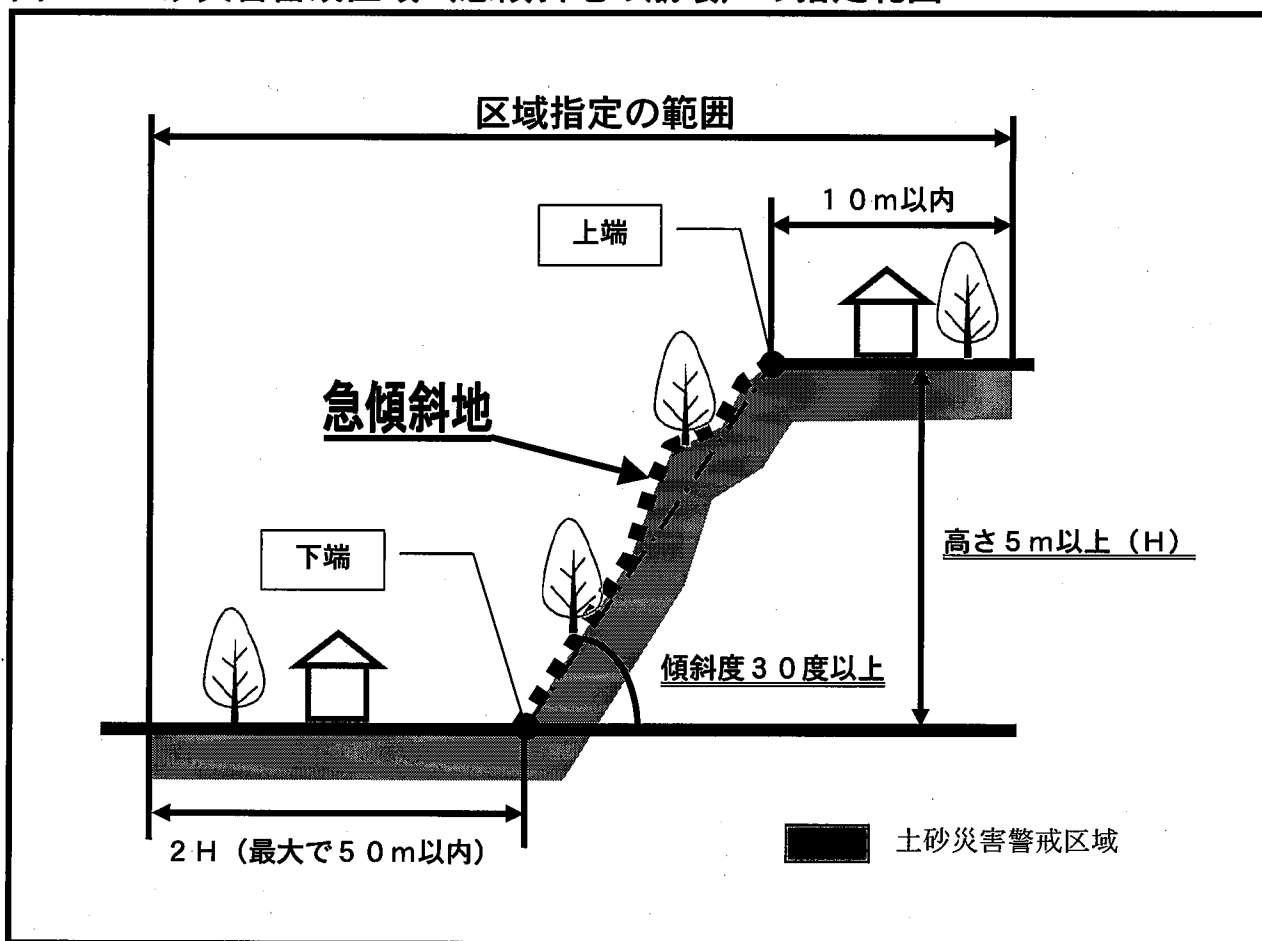 区域指定の範囲
10m以内
上端
急傾斜地
高さ5m以上(H)
下端
傾斜度30度以上
2H(最大で50m以内)
土砂災害警戒区域